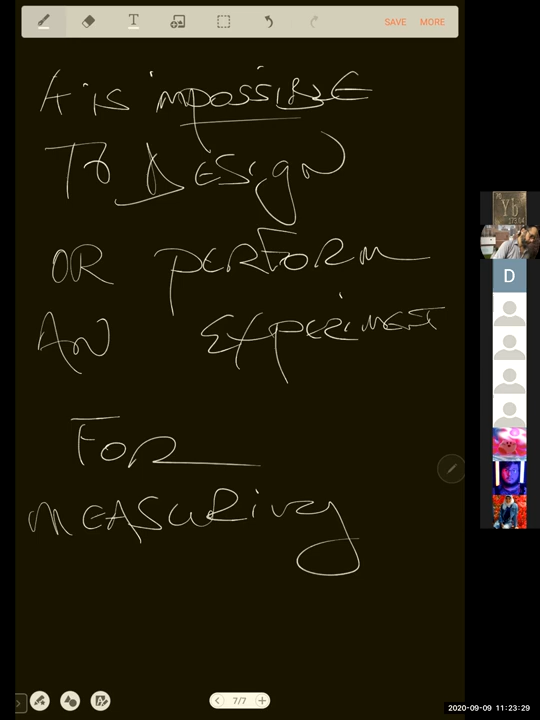 SAVE MORE
It is impossible
To Design
OR perform
An Experiment
For
measuring
7/7
Yb
D
2020-09-09 11:23:29